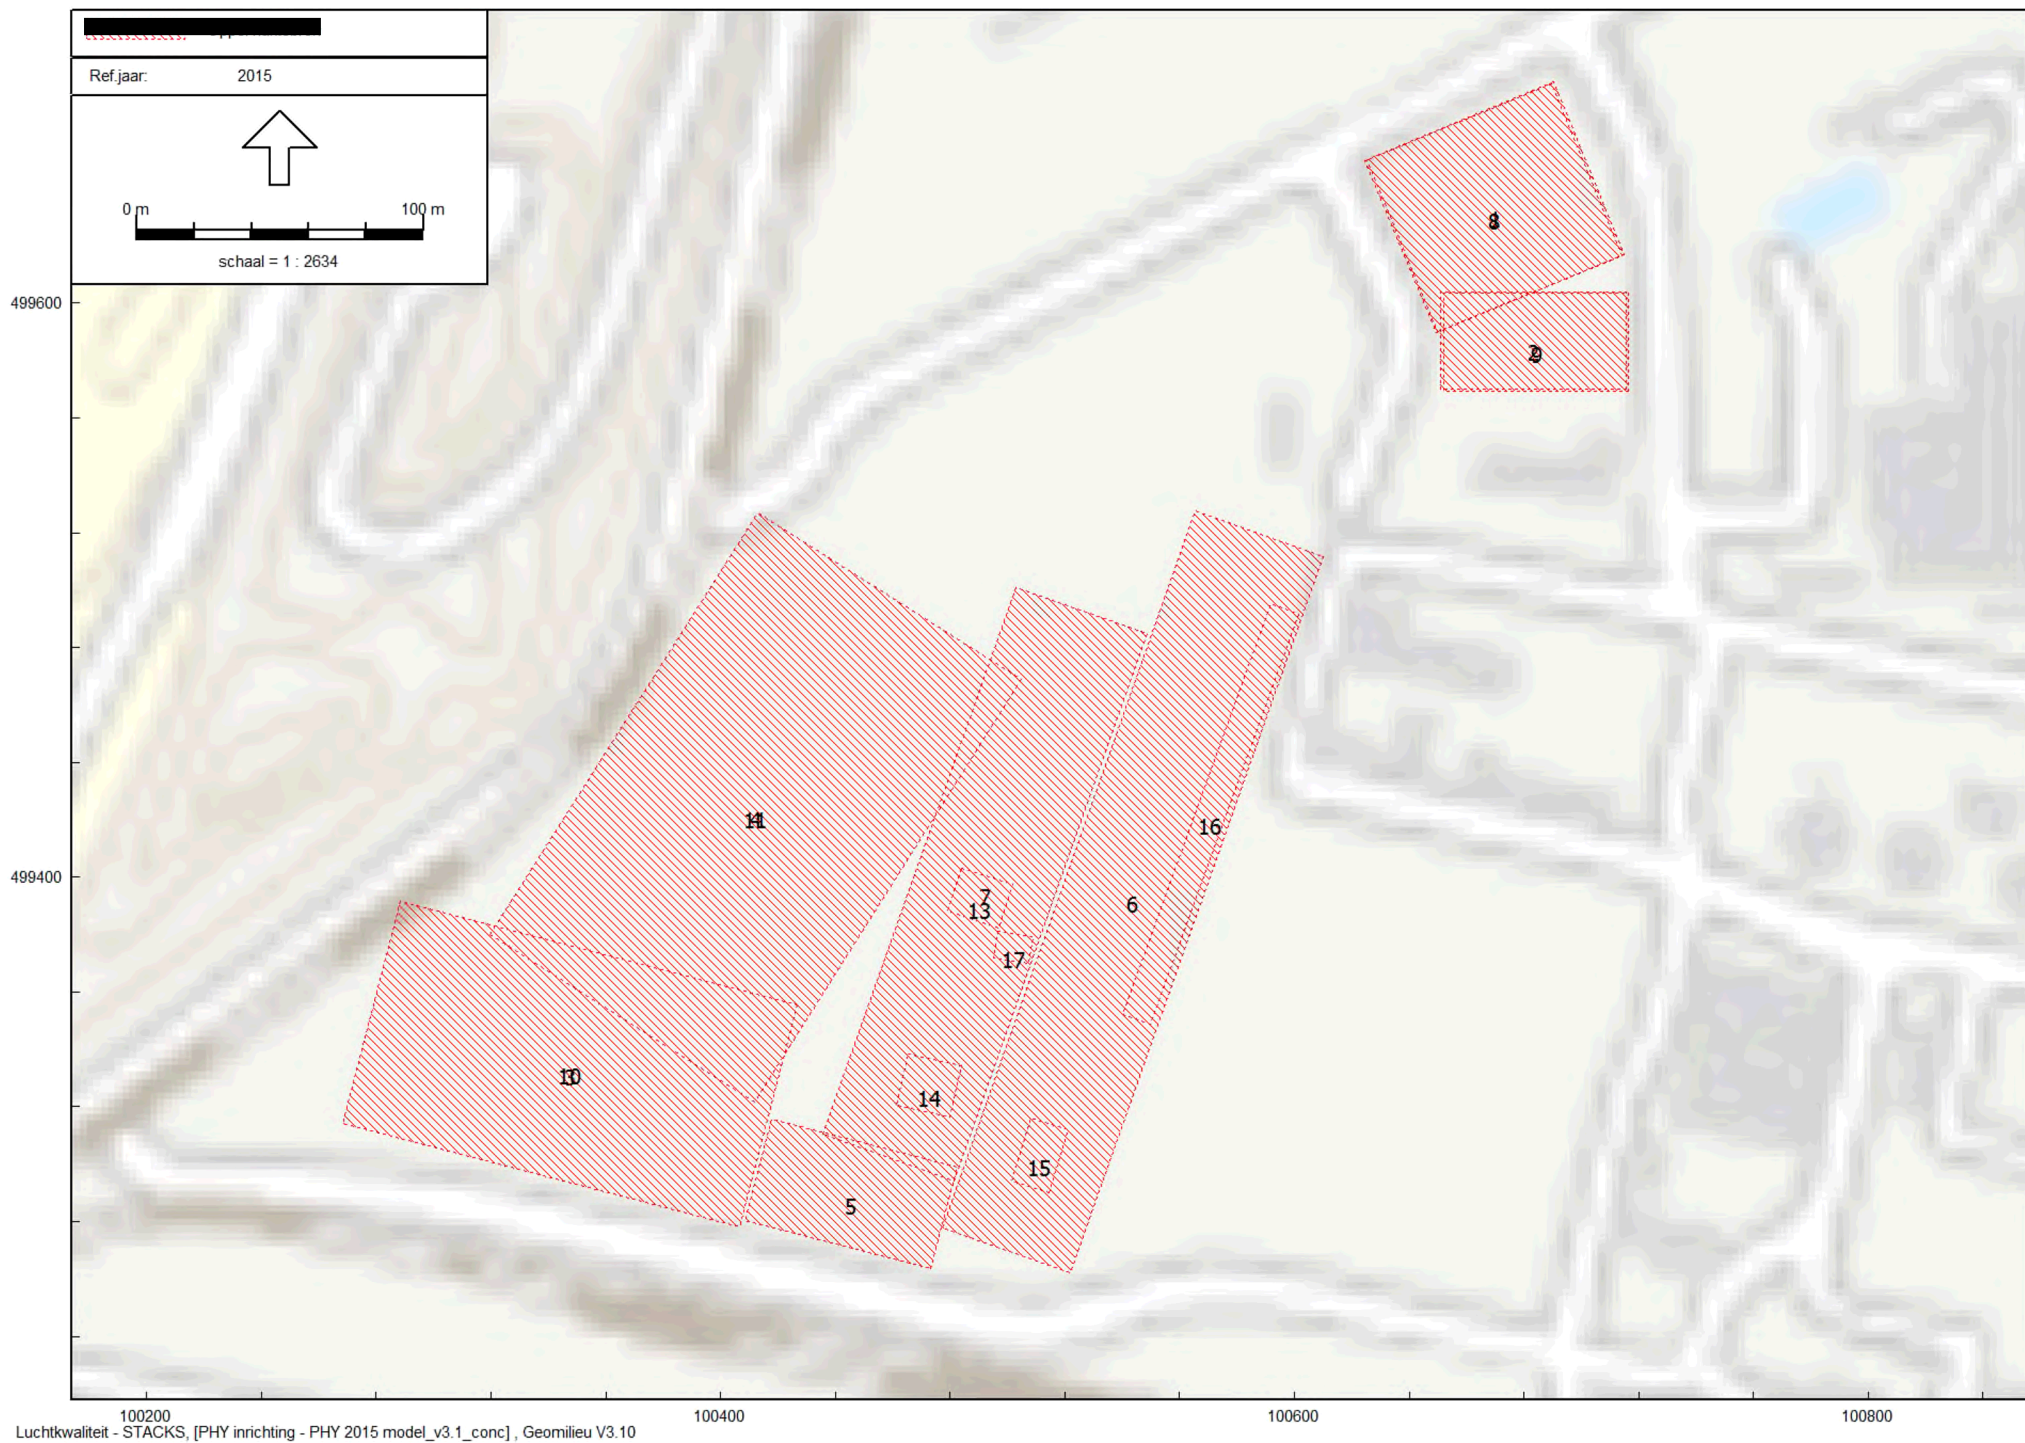 Ref.jaar: 2015
0 m 100 m
schaal = 1 : 2634
499600
499400
8
2
9
16
7
13
6
17
14
15
5
10
100200 100400 100600 100800
Luchtkwaliteit - STACKS, [PHY inrichting - PHY 2015 model_v3.1_conc] , Geomilieu V3.10